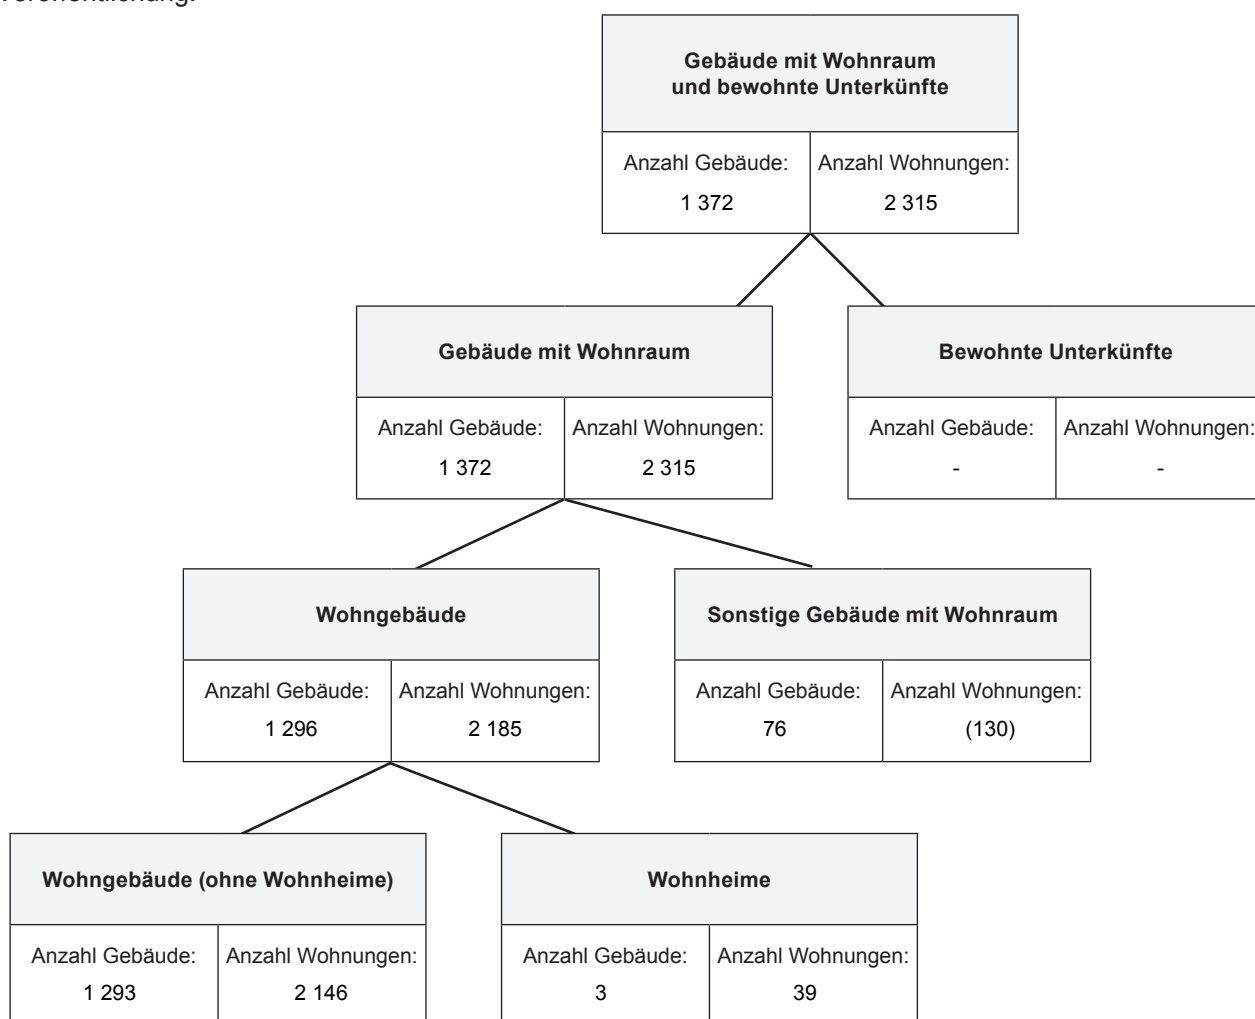 Veröffentlichung.
Gebäude mit Wohnraum
und bewohnte Unterkünfte
Anzahl Gebäude: Anzahl Wohnungen:
1 372 2 315
Gebäude mit Wohnraum Bewohnte Unterkünfte
Anzahl Gebäude: Anzahl Wohnungen: Anzahl Gebäude: Anzahl Wohnungen:
1 372 2 315 - -
Wohngebäude Sonstige Gebäude mit Wohnraum
Anzahl Gebäude: Anzahl Wohnungen: Anzahl Gebäude: Anzahl Wohnungen:
1 296 2 185 76 (130)
Wohngebäude (ohne Wohnheime) Wohnheime
Anzahl Gebäude: Anzahl Wohnungen: Anzahl Gebäude: Anzahl Wohnungen:
1 293 2 146 3 39